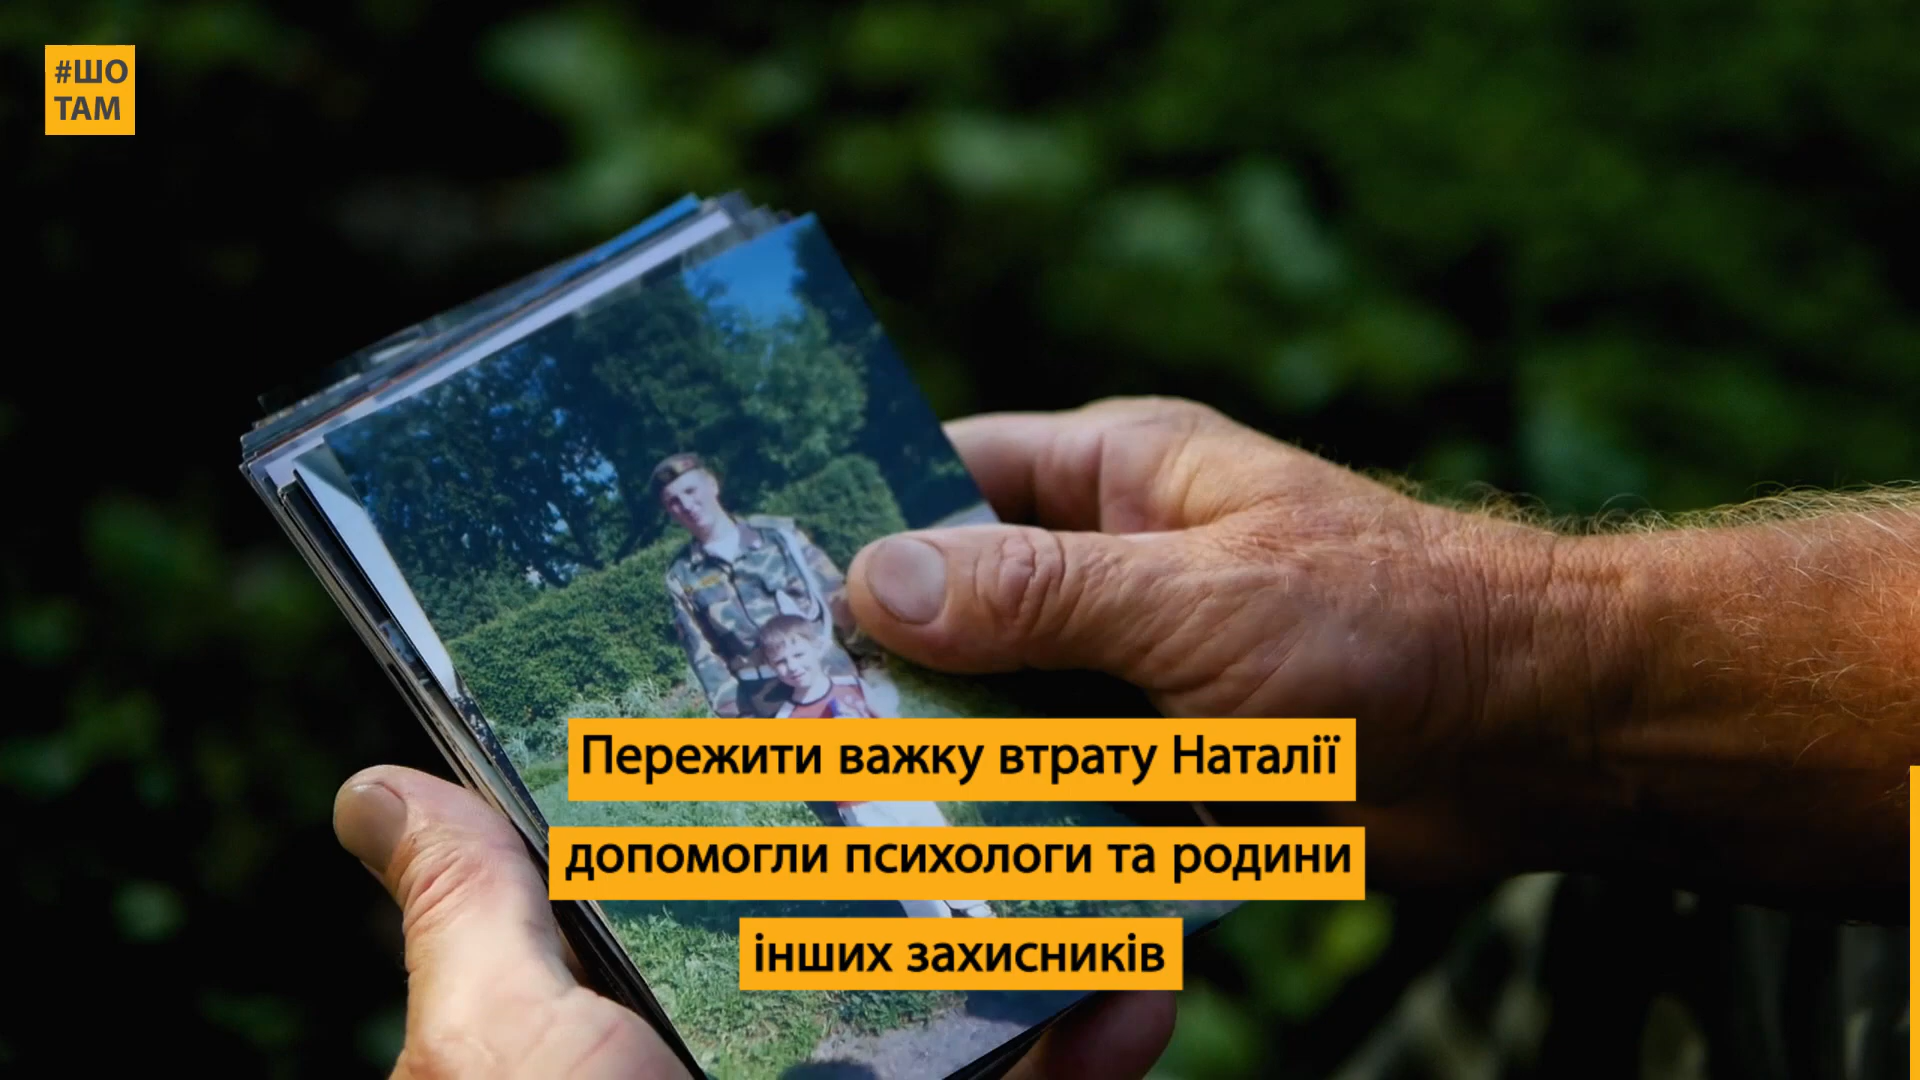 #ШО
ТАМ
Пережити важку втрату Наталії
допомогли психологи та родини
інших захисників